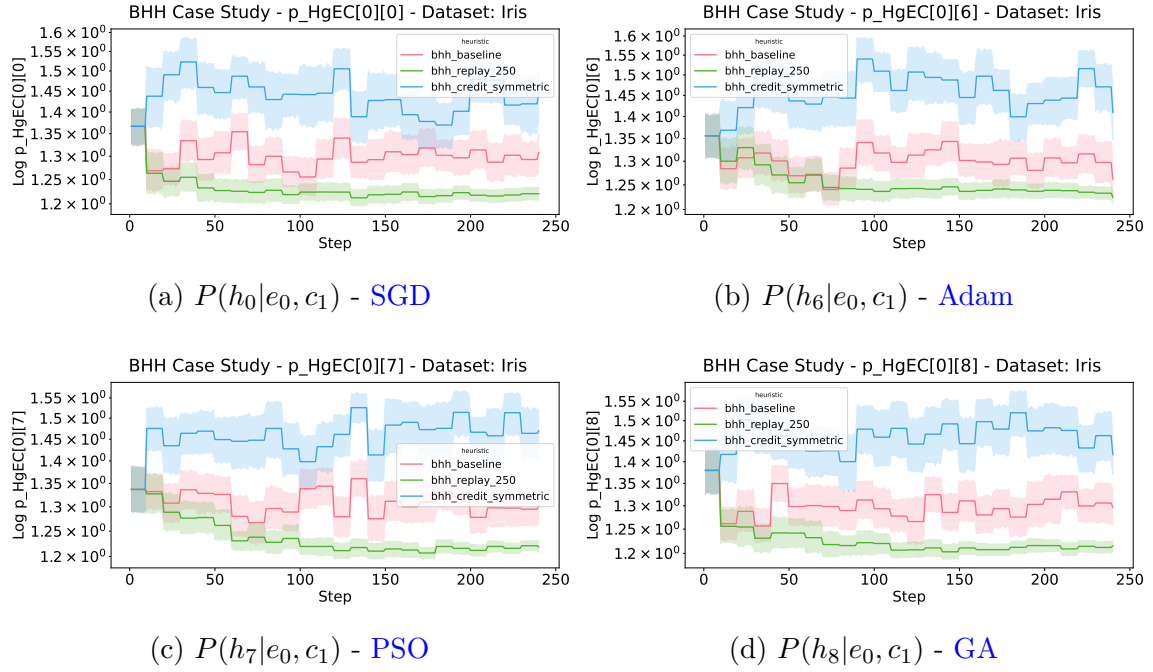 BHH Case Study - p_HgEC[0][0] - Dataset: Iris
Log p_HgEC[0][0]
1.6 × 10⁰
1.55 × 10⁰
1.5 × 10⁰
1.45 × 10⁰
1.4 × 10⁰
1.35 × 10⁰
1.3 × 10⁰
1.25 × 10⁰
1.2 × 10⁰
heuristic
bhh_baseline
bhh_replay_250
bhh_credit_symmetric
0 50 100 150 200 250
Step
(a) P(h₀|e₀, c₁) - SGD
BHH Case Study - p_HgEC[0][6] - Dataset: Iris
Log p_HgEC[0][6]
1.6 × 10⁰
1.55 × 10⁰
1.5 × 10⁰
1.45 × 10⁰
1.4 × 10⁰
1.35 × 10⁰
1.3 × 10⁰
1.25 × 10⁰
1.2 × 10⁰
heuristic
bhh_baseline
bhh_replay_250
bhh_credit_symmetric
0 50 100 150 200 250
Step
(b) P(h₆|e₀, c₁) - Adam
BHH Case Study - p_HgEC[0][7] - Dataset: Iris
Log p_HgEC[0][7]
1.55 × 10⁰
1.5 × 10⁰
1.45 × 10⁰
1.4 × 10⁰
1.35 × 10⁰
1.3 × 10⁰
1.25 × 10⁰
1.2 × 10⁰
heuristic
bhh_baseline
bhh_replay_250
bhh_credit_symmetric
0 50 100 150 200 250
Step
(c) P(h₇|e₀, c₁) - PSO
BHH Case Study - p_HgEC[0][8] - Dataset: Iris
Log p_HgEC[0][8]
1.55 × 10⁰
1.5 × 10⁰
1.45 × 10⁰
1.4 × 10⁰
1.35 × 10⁰
1.3 × 10⁰
1.25 × 10⁰
1.2 × 10⁰
heuristic
bhh_baseline
bhh_replay_250
bhh_credit_symmetric
0 50 100 150 200 250
Step
(d) P(h₈|e₀, c₁) - GA